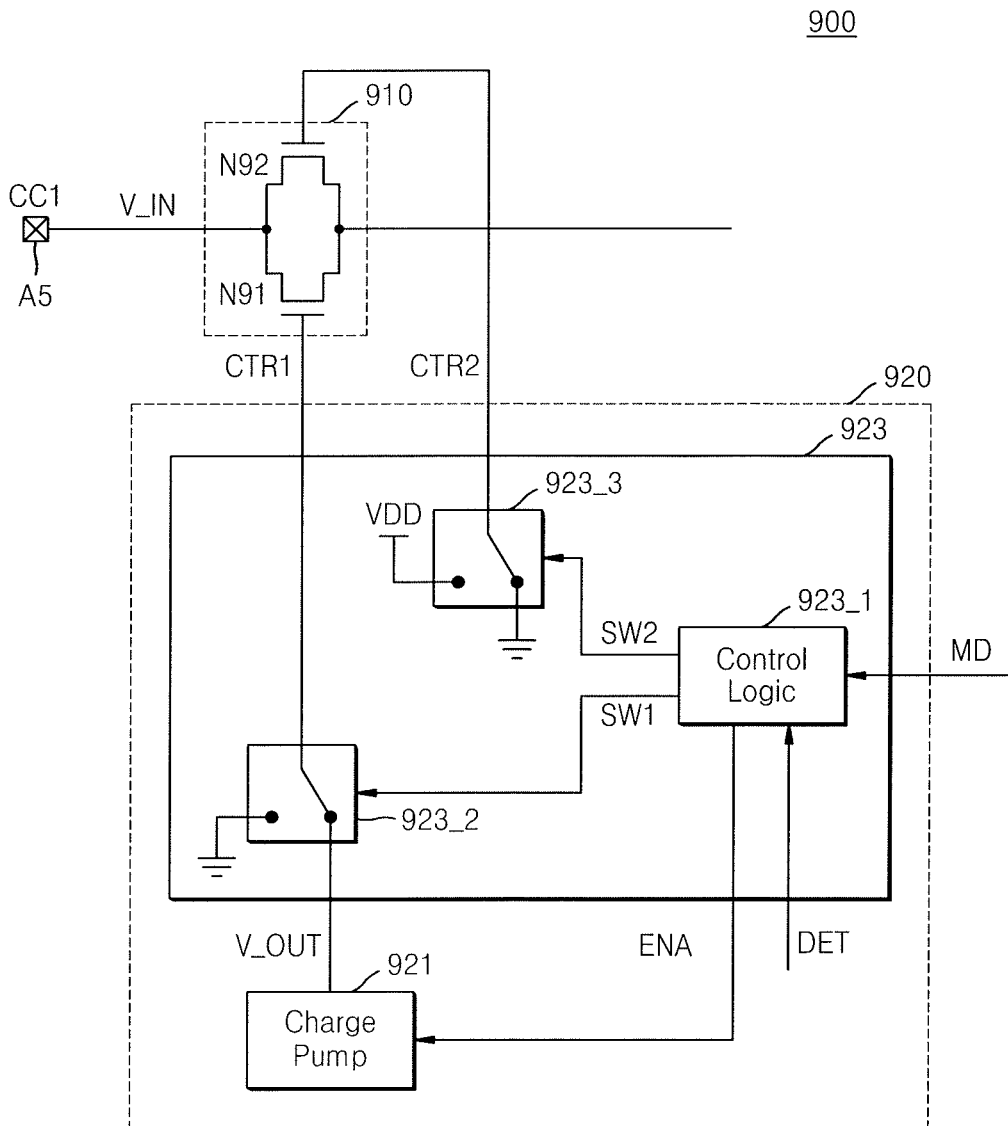 900
910
N92
CC1
V_IN
A5
N91
CTR1
CTR2
920
923
923_3
VDD
923_1
SW2
Control
Logic
MD
SW1
923_2
V_OUT
ENA
DET
921
Charge
Pump